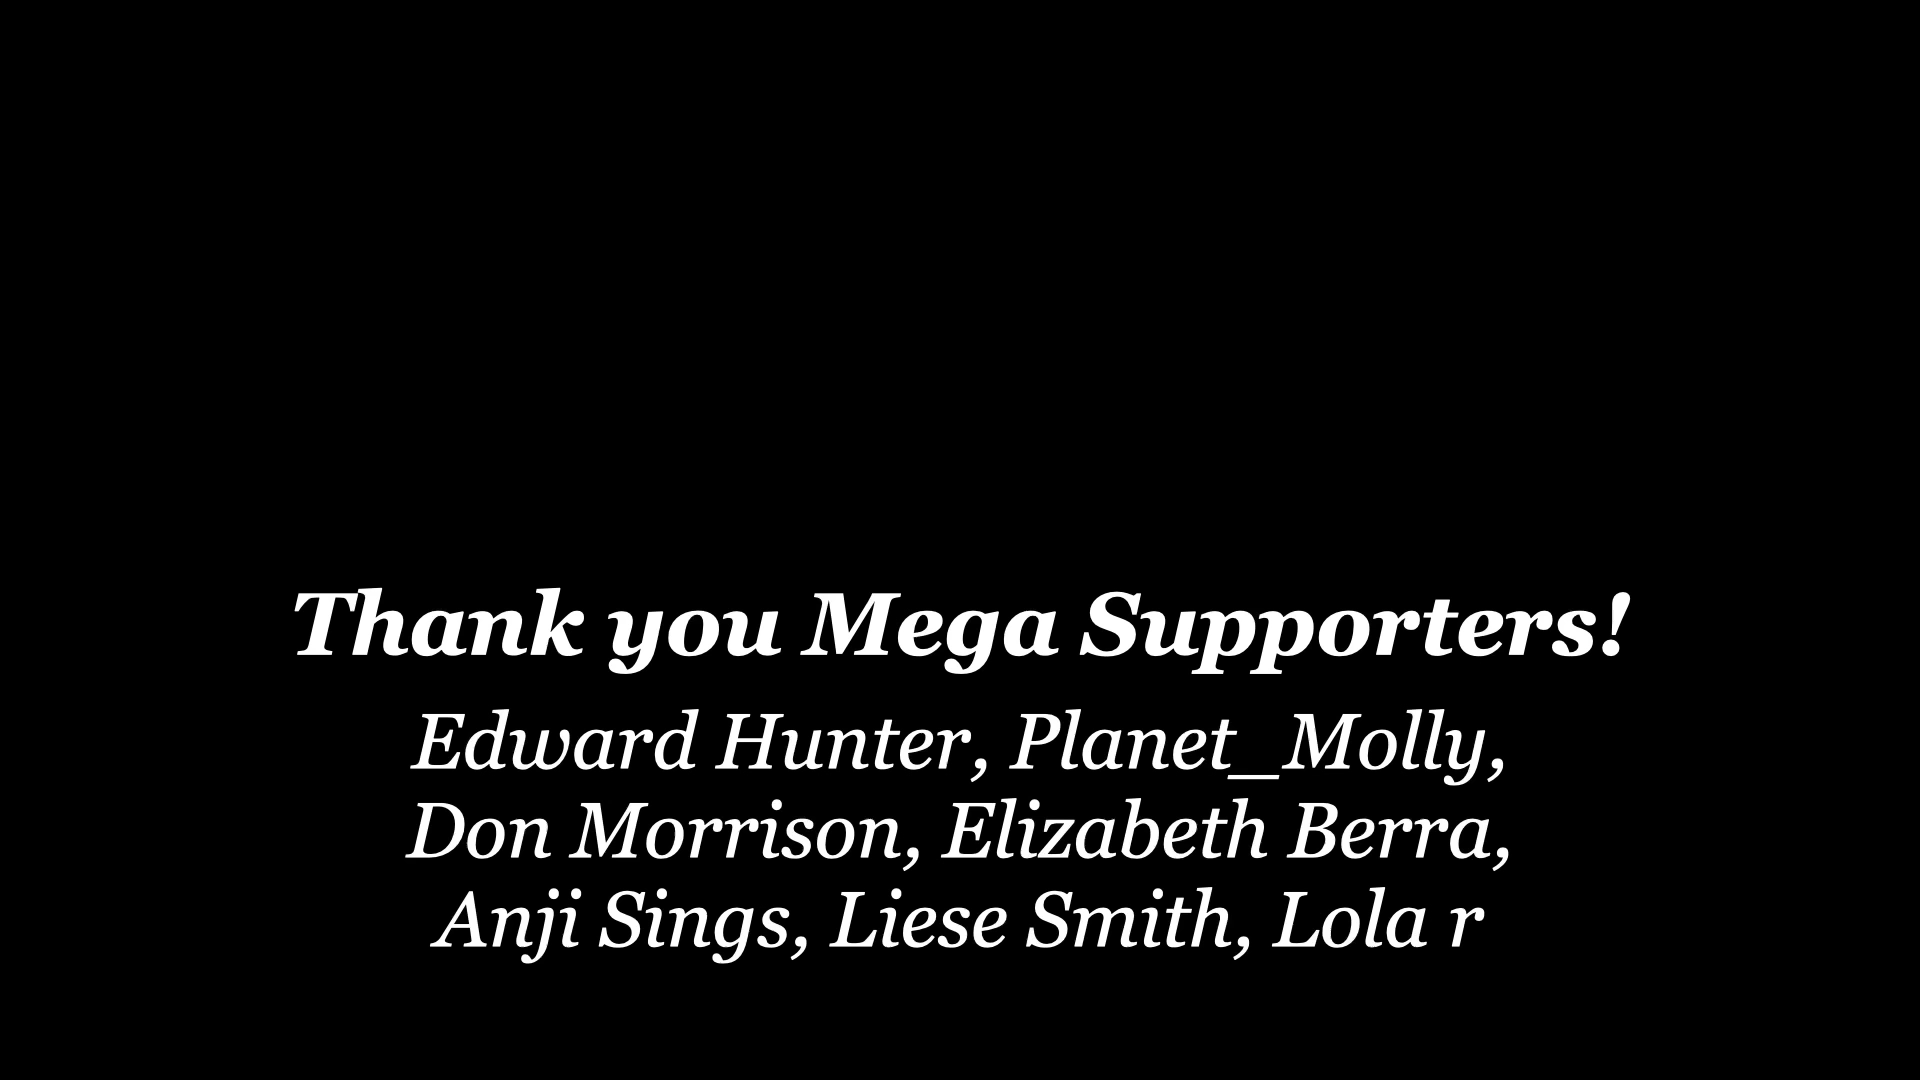 Thank you Mega Supporters!
Edward Hunter, Planet_Molly,
Don Morrison, Elizabeth Berra,
Anji Sings, Liese Smith, Lola r